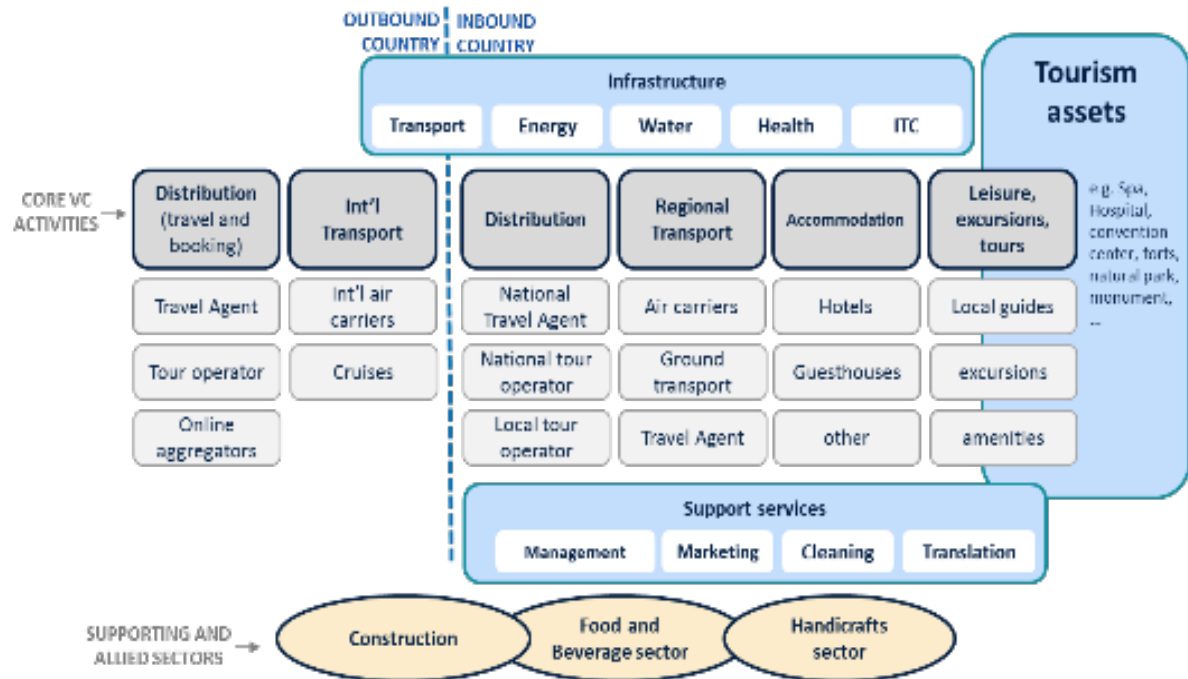 OUTBOUND INBOUND
COUNTRY COUNTRY
Infrastructure
Transport Energy Water Health ITC
Tourism
assets
e.g. Spa,
Hospital,
convention
center, forts,
natural park,
monument,
...
CORE VC
ACTIVITIES
Distribution
(travel and
booking)
Int'l
Transport
Distribution
Regional
Transport
Accommodation
Leisure,
excursions,
tours
Travel Agent
Int'l air
carriers
National
Travel Agent
Air carriers
Hotels
Local guides
Tour operator
Cruises
National tour
operator
Ground
transport
Guesthouses
excursions
Online
aggregators
Local tour
operator
Travel Agent
other
amenities
Support services
Management Marketing Cleaning Translation
SUPPORTING AND
ALLIED SECTORS
Construction
Food and
Beverage sector
Handicrafts
sector